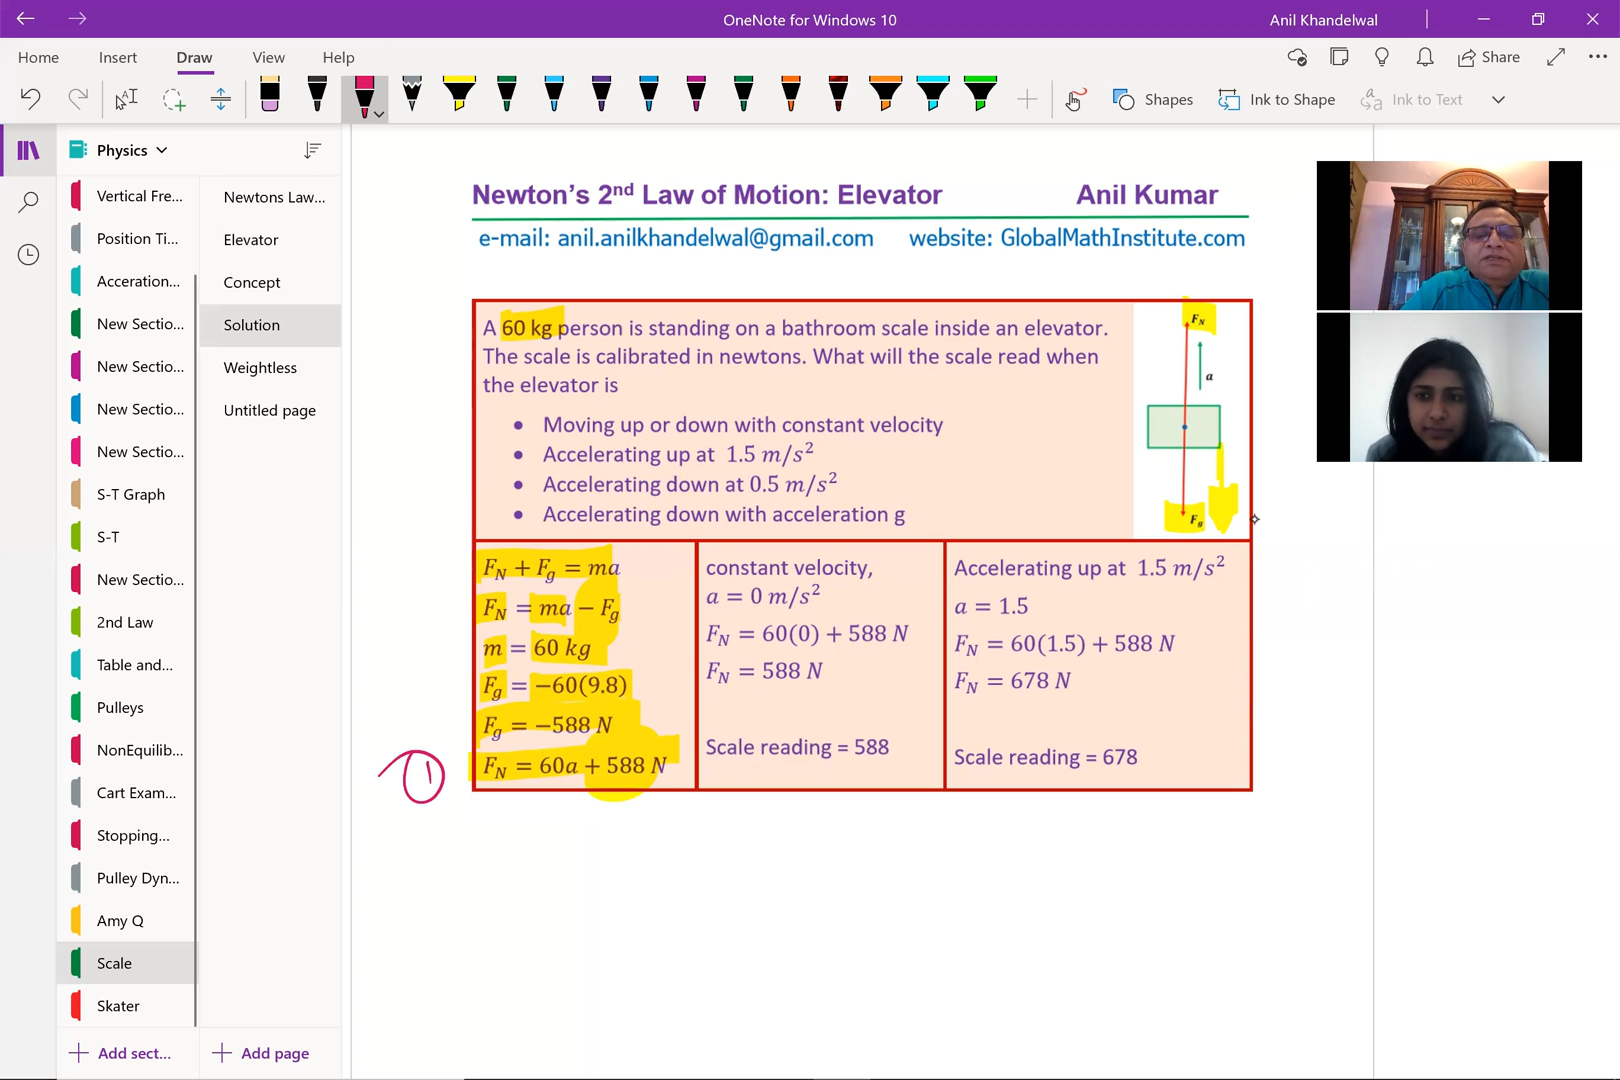 OneNote for Windows 10
Anil Khandelwal
Home Insert Draw View Help
Share
Shapes Ink to Shape Ink to Text
Physics
Vertical Fre...
Position Ti...
Acceration...
New Sectio...
New Sectio...
New Sectio...
New Sectio...
S-T Graph
S-T
New Sectio...
2nd Law
Table and...
Pulleys
NonEquilib...
Cart Exam...
Stopping...
Pulley Dyn...
Amy Q
Scale
Skater
Add sect...
Newtons Law...
Elevator
Concept
Solution
Weightless
Untitled page
Add page
Newton's 2nd Law of Motion: Elevator Anil Kumar
e-mail: anil.anilkhandelwal@gmail.com website: GlobalMathInstitute.com
A 60 kg person is standing on a bathroom scale inside an elevator.
The scale is calibrated in newtons. What will the scale read when
the elevator is
• Moving up or down with constant velocity
• Accelerating up at 1.5 m/s²
• Accelerating down at 0.5 m/s²
• Accelerating down with acceleration g
F_N
a
F_g
F_N + F_g = ma
F_N = ma − F_g
m = 60 kg
F_g = −60(9.8)
F_g = −588 N
F_N = 60a + 588 N
1
constant velocity,
a = 0 m/s²
F_N = 60(0) + 588 N
F_N = 588 N
Scale reading = 588
Accelerating up at 1.5 m/s²
a = 1.5
F_N = 60(1.5) + 588 N
F_N = 678 N
Scale reading = 678